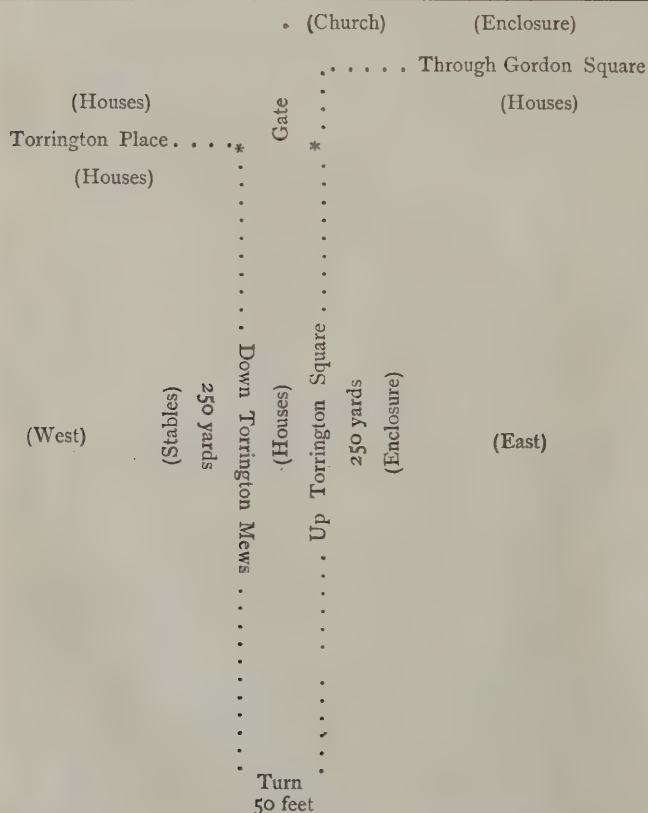 (Church) (Enclosure)
Through Gordon Square
(Houses) Gate (Houses)
Torrington Place
(Houses)
(West)
(Stables)
250 yards
Down Torrington Mews
(Houses)
Up Torrington Square
250 yards
(Enclosure)
(East)
Turn
50 feet